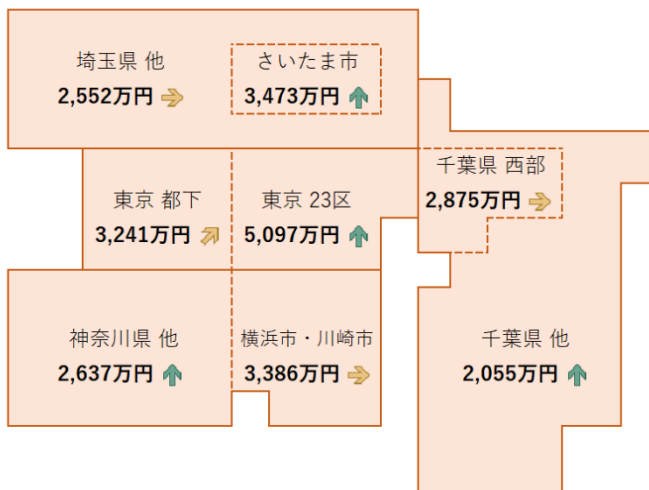 埼玉県 他
2,552万円
さいたま市
3,473万円
千葉県 西部
2,875万円
東京 都下
3,241万円
東京 23区
5,097万円
神奈川県 他
2,637万円
横浜市・川崎市
3,386万円
千葉県 他
2,055万円